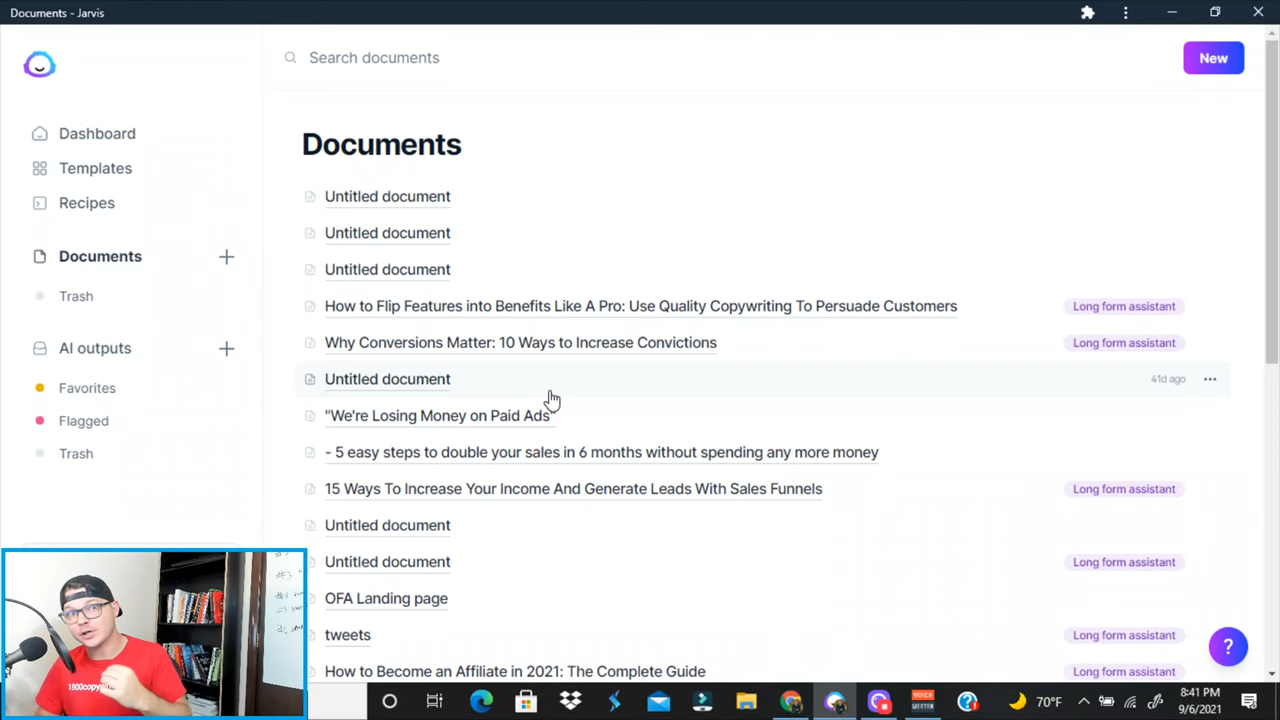 Documents - Jarvis
Search documents
New
Dashboard
Templates
Recipes
Documents
Trash
AI outputs
Favorites
Flagged
Trash
Documents
Untitled document
Untitled document
Untitled document
How to Flip Features into Benefits Like A Pro: Use Quality Copywriting To Persuade Customers
Long form assistant
Why Conversions Matter: 10 Ways to Increase Convictions
Long form assistant
Untitled document
41d ago
"We're Losing Money on Paid Ads"
- 5 easy steps to double your sales in 6 months without spending any more money
15 Ways To Increase Your Income And Generate Leads With Sales Funnels
Long form assistant
Untitled document
Untitled document
Long form assistant
OFA Landing page
tweets
Long form assistant
How to Become an Affiliate in 2021: The Complete Guide
Long form assistant
?
VOICE
MEETER
70°F
8:41 PM
9/6/2021